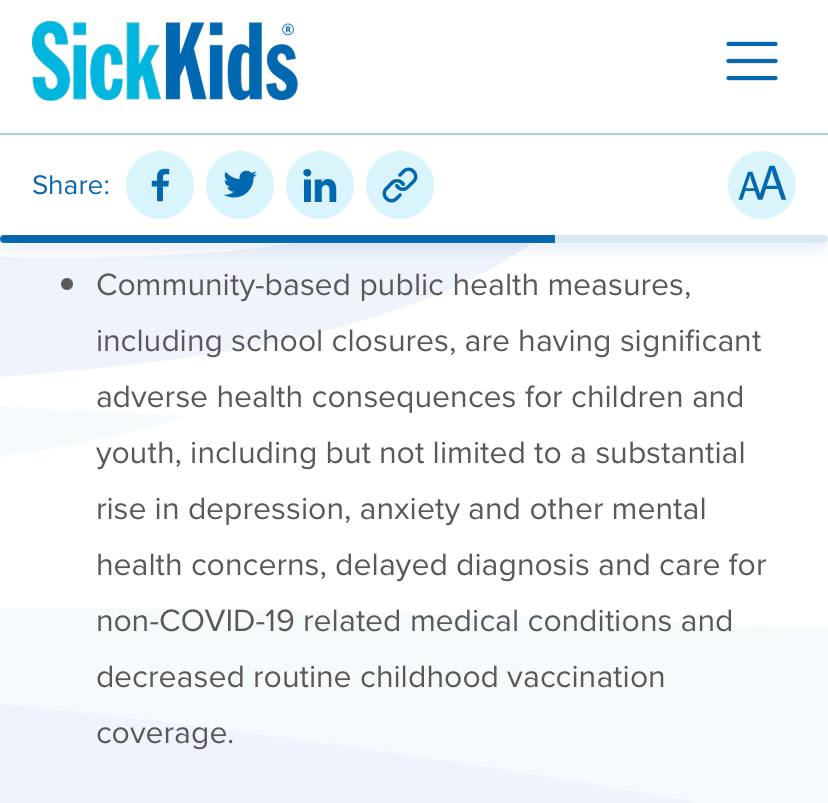 SickKids®
Share:
AA
• Community-based public health measures,
including school closures, are having significant
adverse health consequences for children and
youth, including but not limited to a substantial
rise in depression, anxiety and other mental
health concerns, delayed diagnosis and care for
non-COVID-19 related medical conditions and
decreased routine childhood vaccination
coverage.